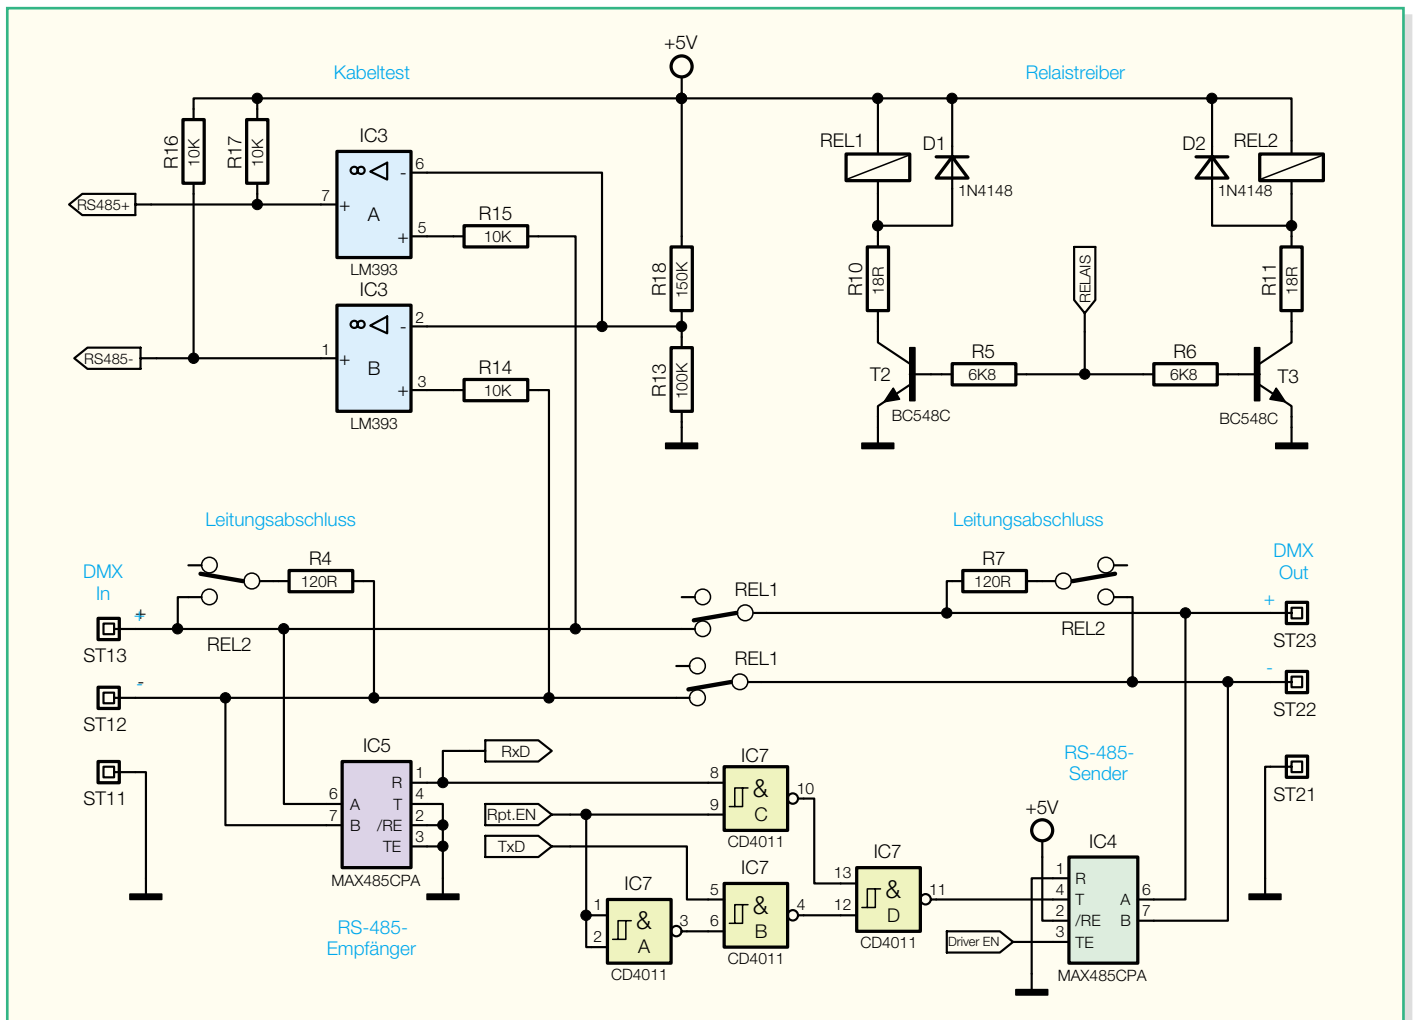 +5V
Kabeltest
Relaistreiber
R16
10K
R17
10K
IC3
8
6
-
7
+
A
5
+
LM393
RS485+
R15
10K
REL1
D1
1N4148
D2
REL2
1N4148
R18
150K
R10
18R
RELAIS
R11
18R
IC3
8
2
-
1
+
B
3
+
LM393
RS485-
R14
10K
R13
100K
T2
BC548C
R5
6K8
R6
6K8
T3
BC548C
Leitungsabschluss
Leitungsabschluss
DMX
In
R4
120R
R7
120R
DMX
Out
+
ST13
REL2
REL1
REL2
+
ST23
-
ST12
REL1
-
ST22
ST11
IC5
R
1
T
4
/RE
2
TE
3
6
A
7
B
MAX485CPA
RS-485-
Empfänger
RxD
Rpt.EN
TxD
IC7
8
9
&
C
10
CD4011
IC7
1
2
&
A
3
CD4011
IC7
5
6
&
B
4
CD4011
IC7
13
12
&
D
11
CD4011
RS-485-
Sender
+5V
IC4
1
R
4
T
2
/RE
3
TE
A
6
B
7
MAX485CPA
Driver EN
ST21